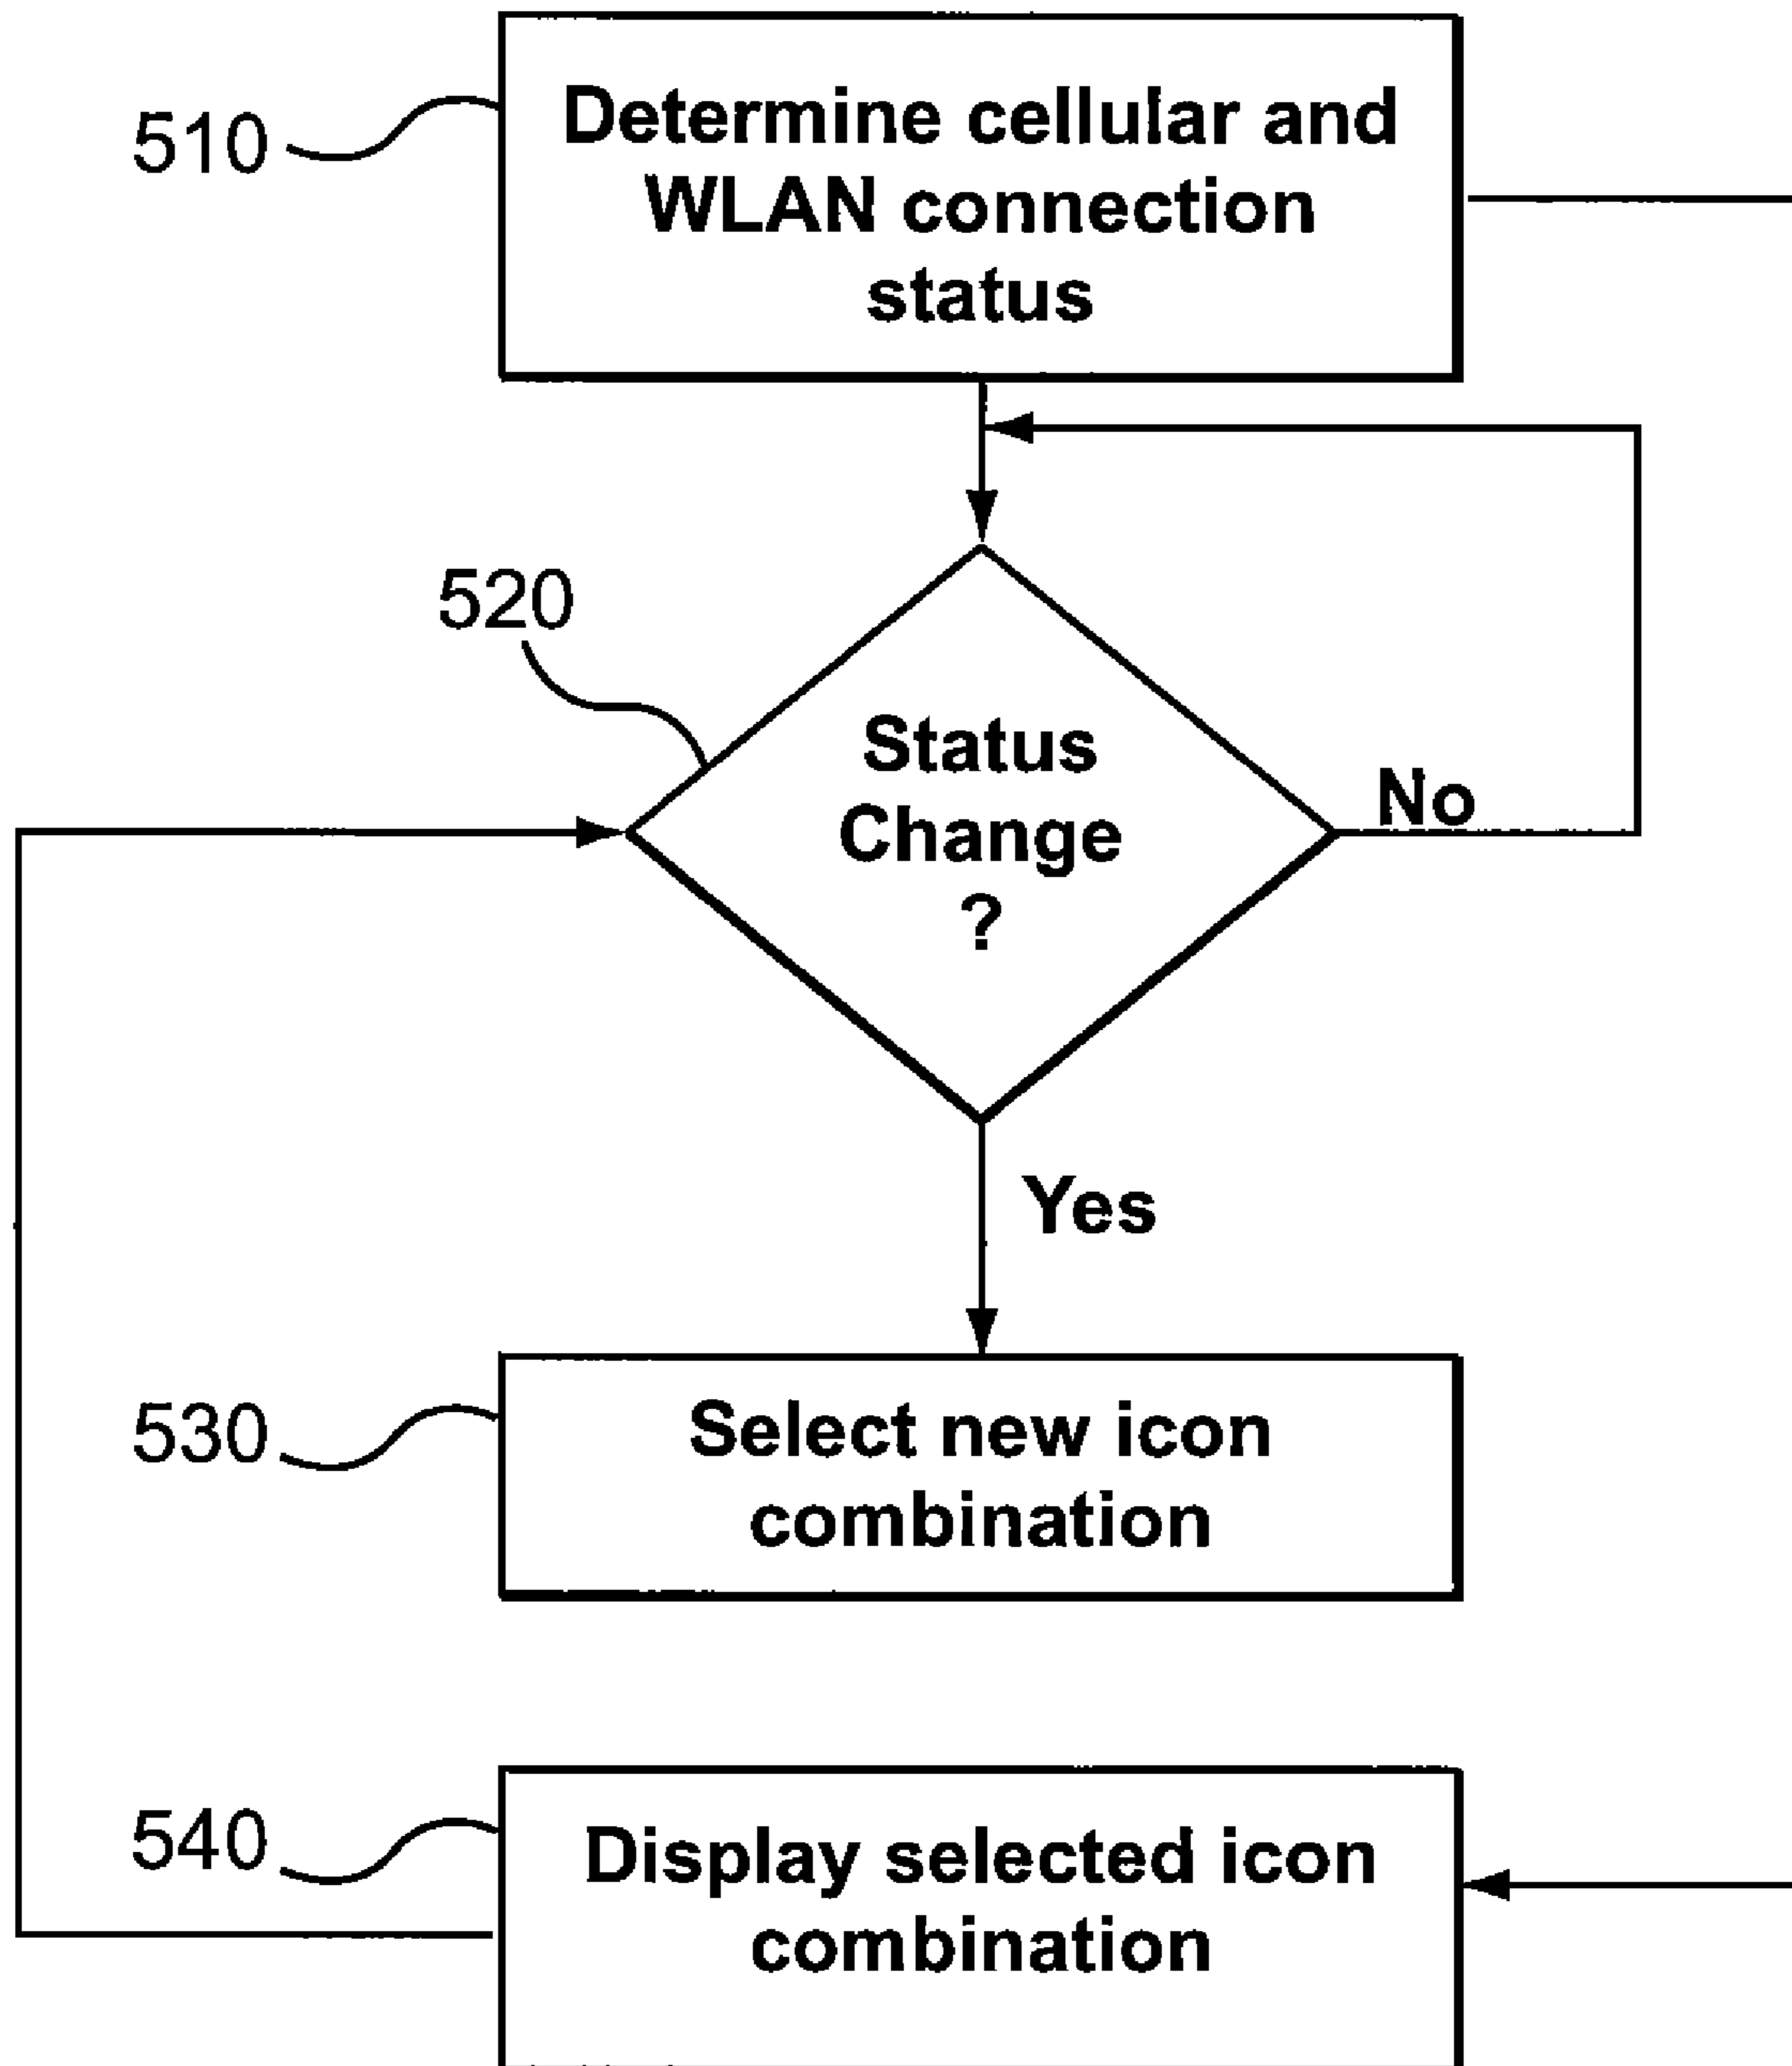 510
Determine cellular and
WLAN connection
status
520
Status
Change
?
No
Yes
530
Select new icon
combination
540
Display selected icon
combination